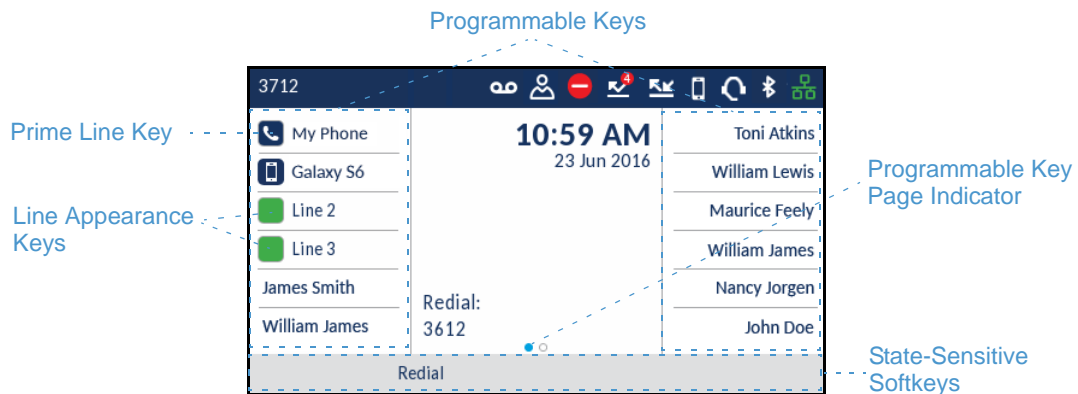 Programmable Keys
3712
4
Prime Line Key
My Phone
10:59 AM
Toni Atkins
23 Jun 2016
Galaxy S6
William Lewis
Programmable Key
Page Indicator
Line Appearance
Keys
Line 2
Maurice Feely
Line 3
William James
James Smith
Nancy Jorgen
Redial:
William James
3612
John Doe
State-Sensitive
Softkeys
Redial